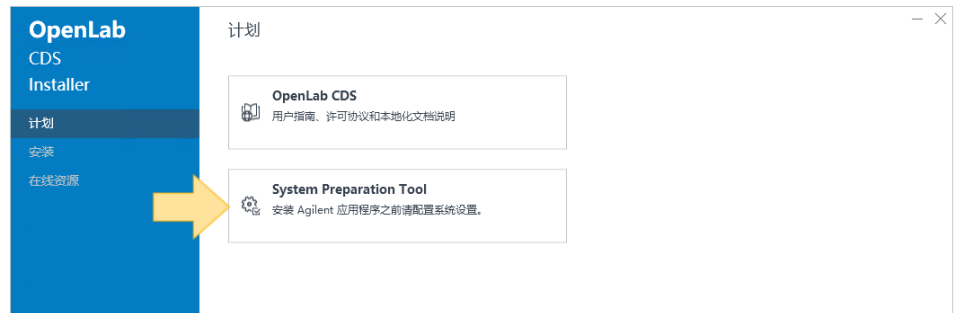 OpenLab
CDS
Installer
计划
安装
在线资源
计划
OpenLab CDS
用户指南、许可协议和本地化文档说明
System Preparation Tool
安装 Agilent 应用程序之前请配置系统设置。